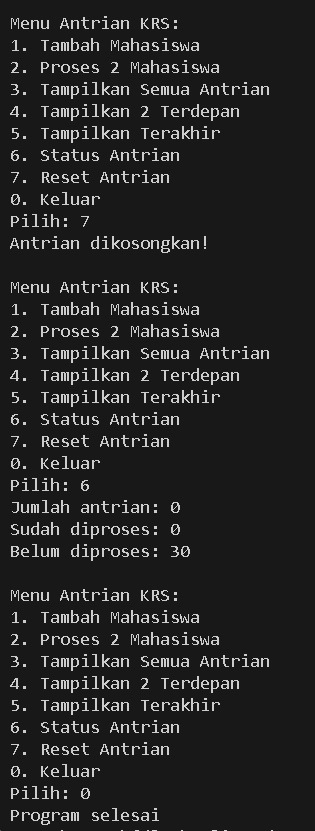 Menu Antrian KRS:
1. Tambah Mahasiswa
2. Proses 2 Mahasiswa
3. Tampilkan Semua Antrian
4. Tampilkan 2 Terdepan
5. Tampilkan Terakhir
6. Status Antrian
7. Reset Antrian
0. Keluar
Pilih: 7
Antrian dikosongkan!
Menu Antrian KRS:
1. Tambah Mahasiswa
2. Proses 2 Mahasiswa
3. Tampilkan Semua Antrian
4. Tampilkan 2 Terdepan
5. Tampilkan Terakhir
6. Status Antrian
7. Reset Antrian
0. Keluar
Pilih: 6
Jumlah antrian: 0
Sudah diproses: 0
Belum diproses: 30
Menu Antrian KRS:
1. Tambah Mahasiswa
2. Proses 2 Mahasiswa
3. Tampilkan Semua Antrian
4. Tampilkan 2 Terdepan
5. Tampilkan Terakhir
6. Status Antrian
7. Reset Antrian
0. Keluar
Pilih: 0
Program selesai